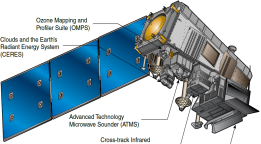 Ozone Mapping and
Profiler Suite (OMPS)
Clouds and the Earth's
Radiant Energy System
(CERES)
Advanced Technology
Microwave Sounder (ATMS)
Cross-track Infrared